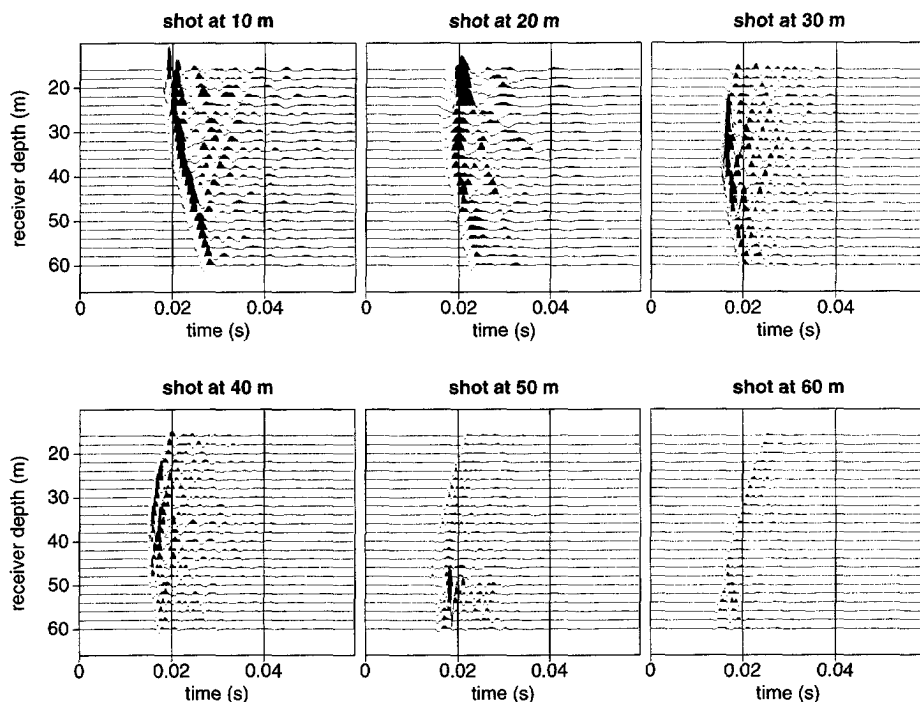 shot at 10 m
shot at 20 m
shot at 30 m
receiver depth (m)
20
30
40
50
60
0
0.02
0.04
time (s)
0
0.02
0.04
time (s)
0
0.02
0.04
time (s)
shot at 40 m
shot at 50 m
shot at 60 m
receiver depth (m)
20
30
40
50
60
0
0.02
0.04
time (s)
0
0.02
0.04
time (s)
0
0.02
0.04
time (s)